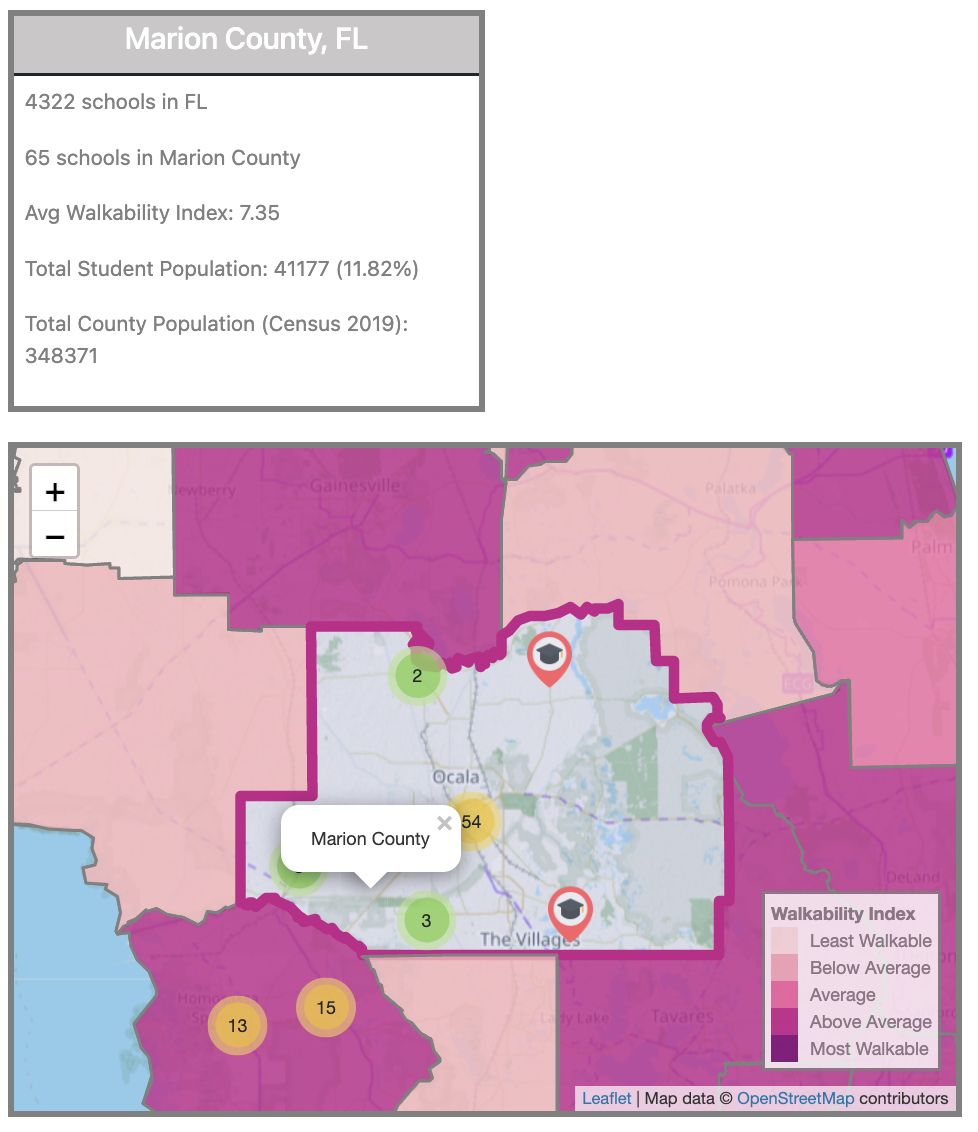 Marion County, FL
4322 schools in FL
65 schools in Marion County
Avg Walkability Index: 7.35
Total Student Population: 41177 (11.82%)
Total County Population (Census 2019):
348371
+
−
Newberry
Gainesville
Palatka
Palm
Pomona Park
2
Ocala
54
Marion County ×
3
The Villages
DeLand
13
15
Lady Lake
Tavares
Walkability Index
Least Walkable
Below Average
Average
Above Average
Most Walkable
Leaflet | Map data © OpenStreetMap contributors